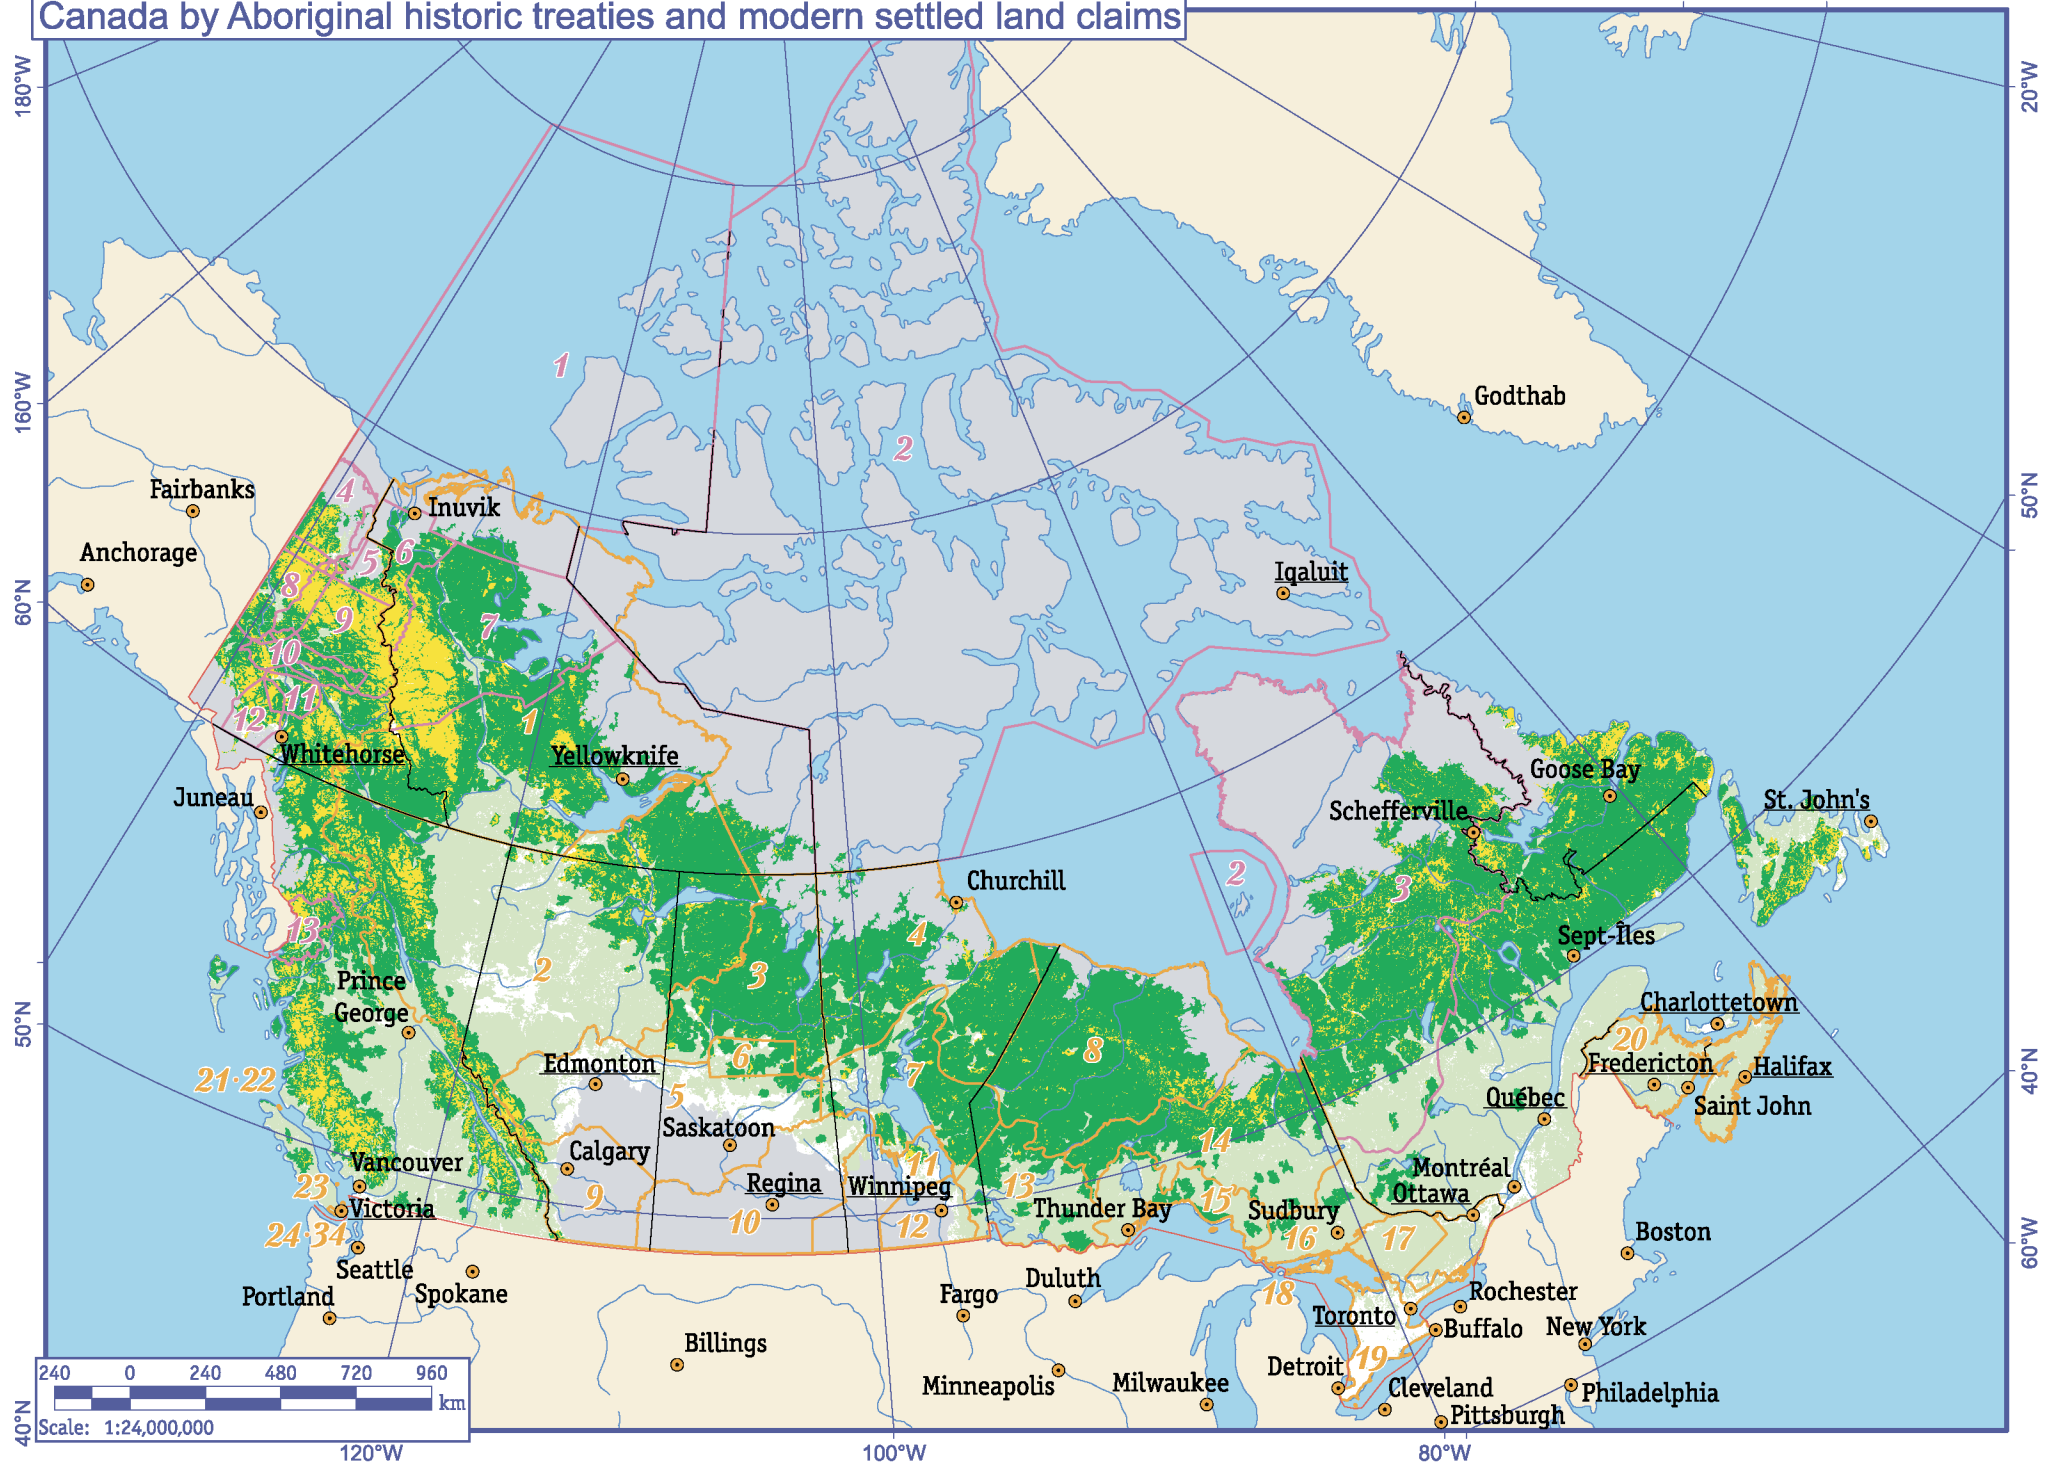 Canada by Aboriginal historic treaties and modern settled land claims
180°W
20°W
160°W
1
Godthab
2
Fairbanks
4
Inuvik
50°N
Anchorage
5
6
8
Iqaluit
60°N
9
7
10
11
12
1
Whitehorse
Yellowknife
Goose Bay
Juneau
Schefferville
St. John's
2
Churchill
3
13
4
Sept-Îles
Prince
George
2
3
50°N
Charlottetown
20
6
8
Edmonton
Fredericton
Halifax
40°N
21·22
7
5
Québec
Saint John
Saskatoon
14
Calgary
Vancouver
11
Montréal
23
9
Regina
Winnipeg
13
15
Ottawa
Victoria
Thunder Bay
Sudbury
24·34
10
12
16
17
Boston
60°W
Seattle
Duluth
Portland
Spokane
Fargo
18
Rochester
Toronto
Buffalo
New York
Billings
19
Detroit
Minneapolis
Milwaukee
Cleveland
Philadelphia
Pittsburgh
240 0 240 480 720 960
km
Scale: 1:24,000,000
40°N
120°W
100°W
80°W